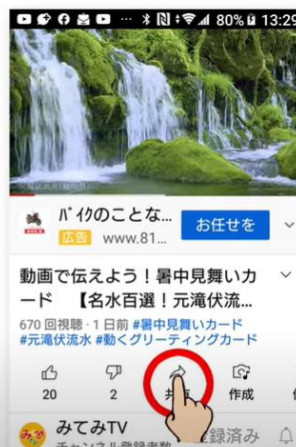 80% 13:29
バイクのことな...
お任せを
広告 www.81...
動画で伝えよう！暑中見舞いカ
ード 【名水百選！元滝伏流...
670 回視聴・1 日前 #暑中見舞いカード
#元滝伏流水 #動くグリーティングカード
20 2 作成
みてみTV
録済み
チャンネル登録者数